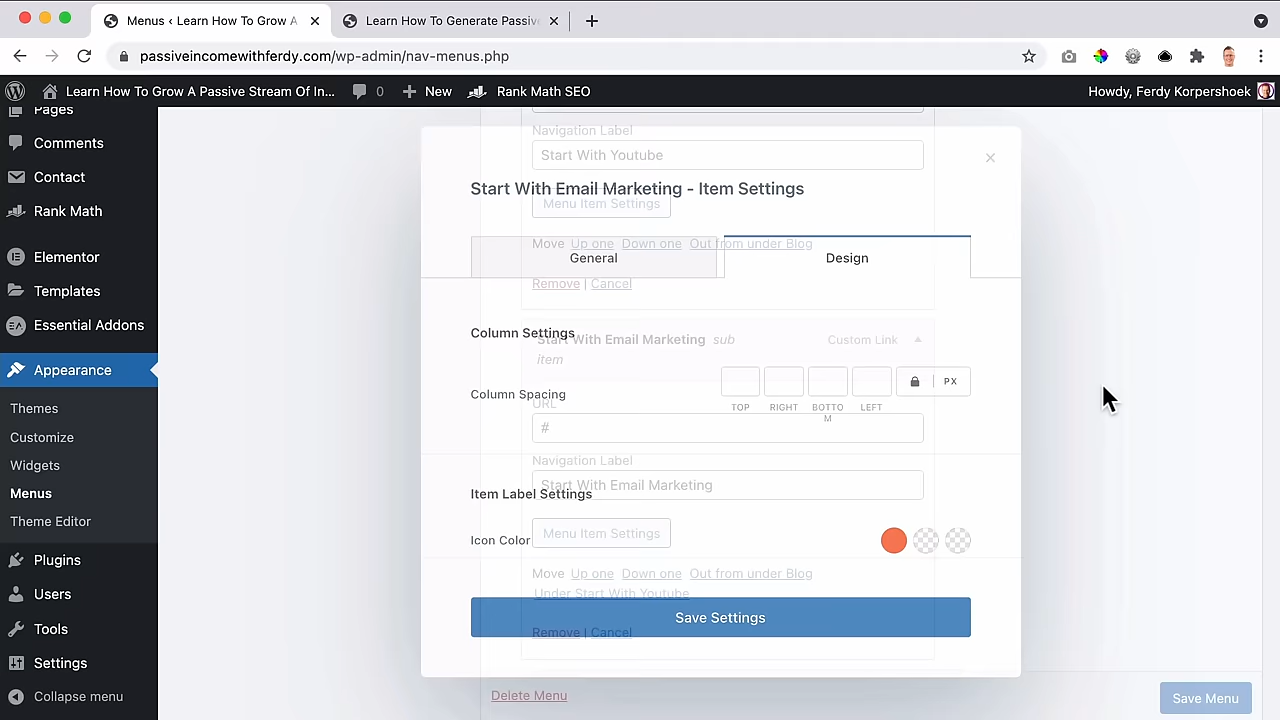 Menus ‹ Learn How To Grow A
Learn How To Generate Passive
passiveincomewithferdy.com/wp-admin/nav-menus.php
Learn How To Grow A Passive Stream Of In...
0
New
Rank Math SEO
Howdy, Ferdy Korpershoek
Pages
Comments
Contact
Rank Math
Elementor
Templates
Essential Addons
Appearance
Themes
Customize
Widgets
Menus
Theme Editor
Plugins
Users
Tools
Settings
Collapse menu
Navigation Label
Start With Youtube
Start With Email Marketing - Item Settings
Menu Item Settings
Move Up one Down one Out from under Blog
General
Design
Remove | Cancel
Column Settings
Start With Email Marketing sub item
Custom Link
Column Spacing
PX
TOP
RIGHT
BOTTOM
LEFT
URL
#
Navigation Label
Start With Email Marketing
Item Label Settings
Menu Item Settings
Icon Color
Move Up one Down one Out from under Blog
Under Start With Youtube
Save Settings
Remove | Cancel
Delete Menu
Save Menu